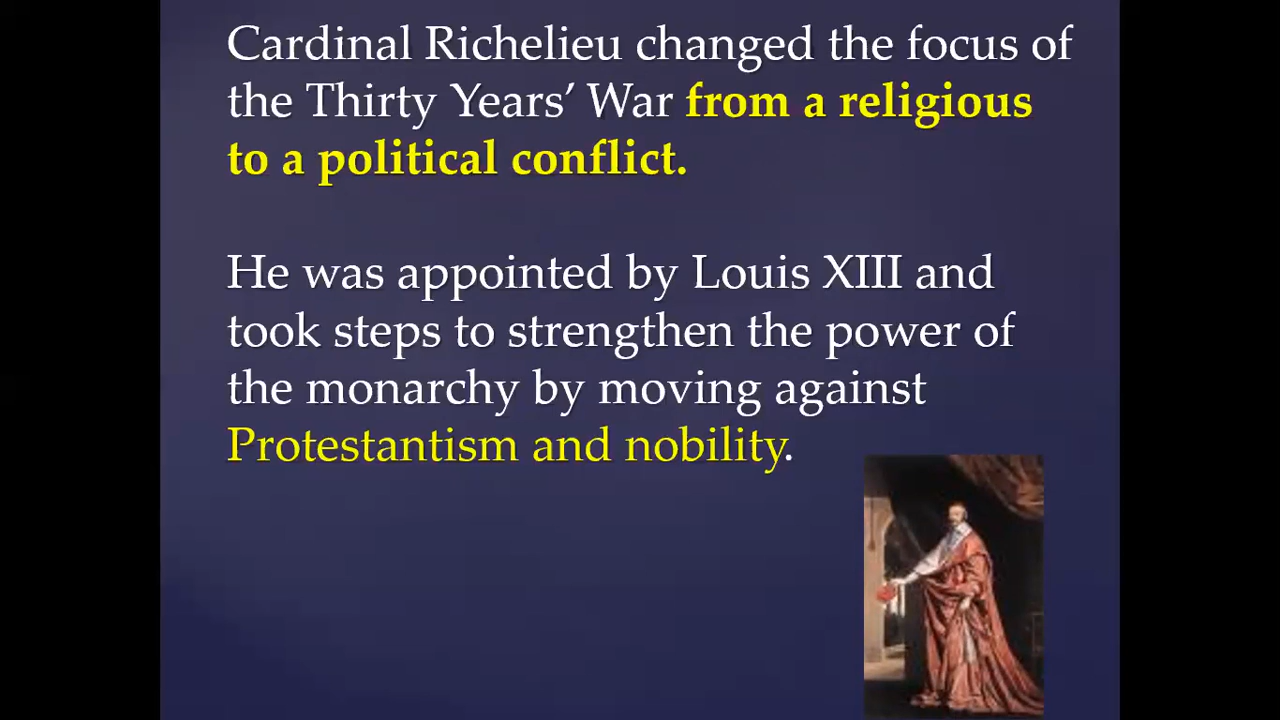 Cardinal Richelieu changed the focus of
the Thirty Years’ War from a religious
to a political conflict.
He was appointed by Louis XIII and
took steps to strengthen the power of
the monarchy by moving against
Protestantism and nobility.